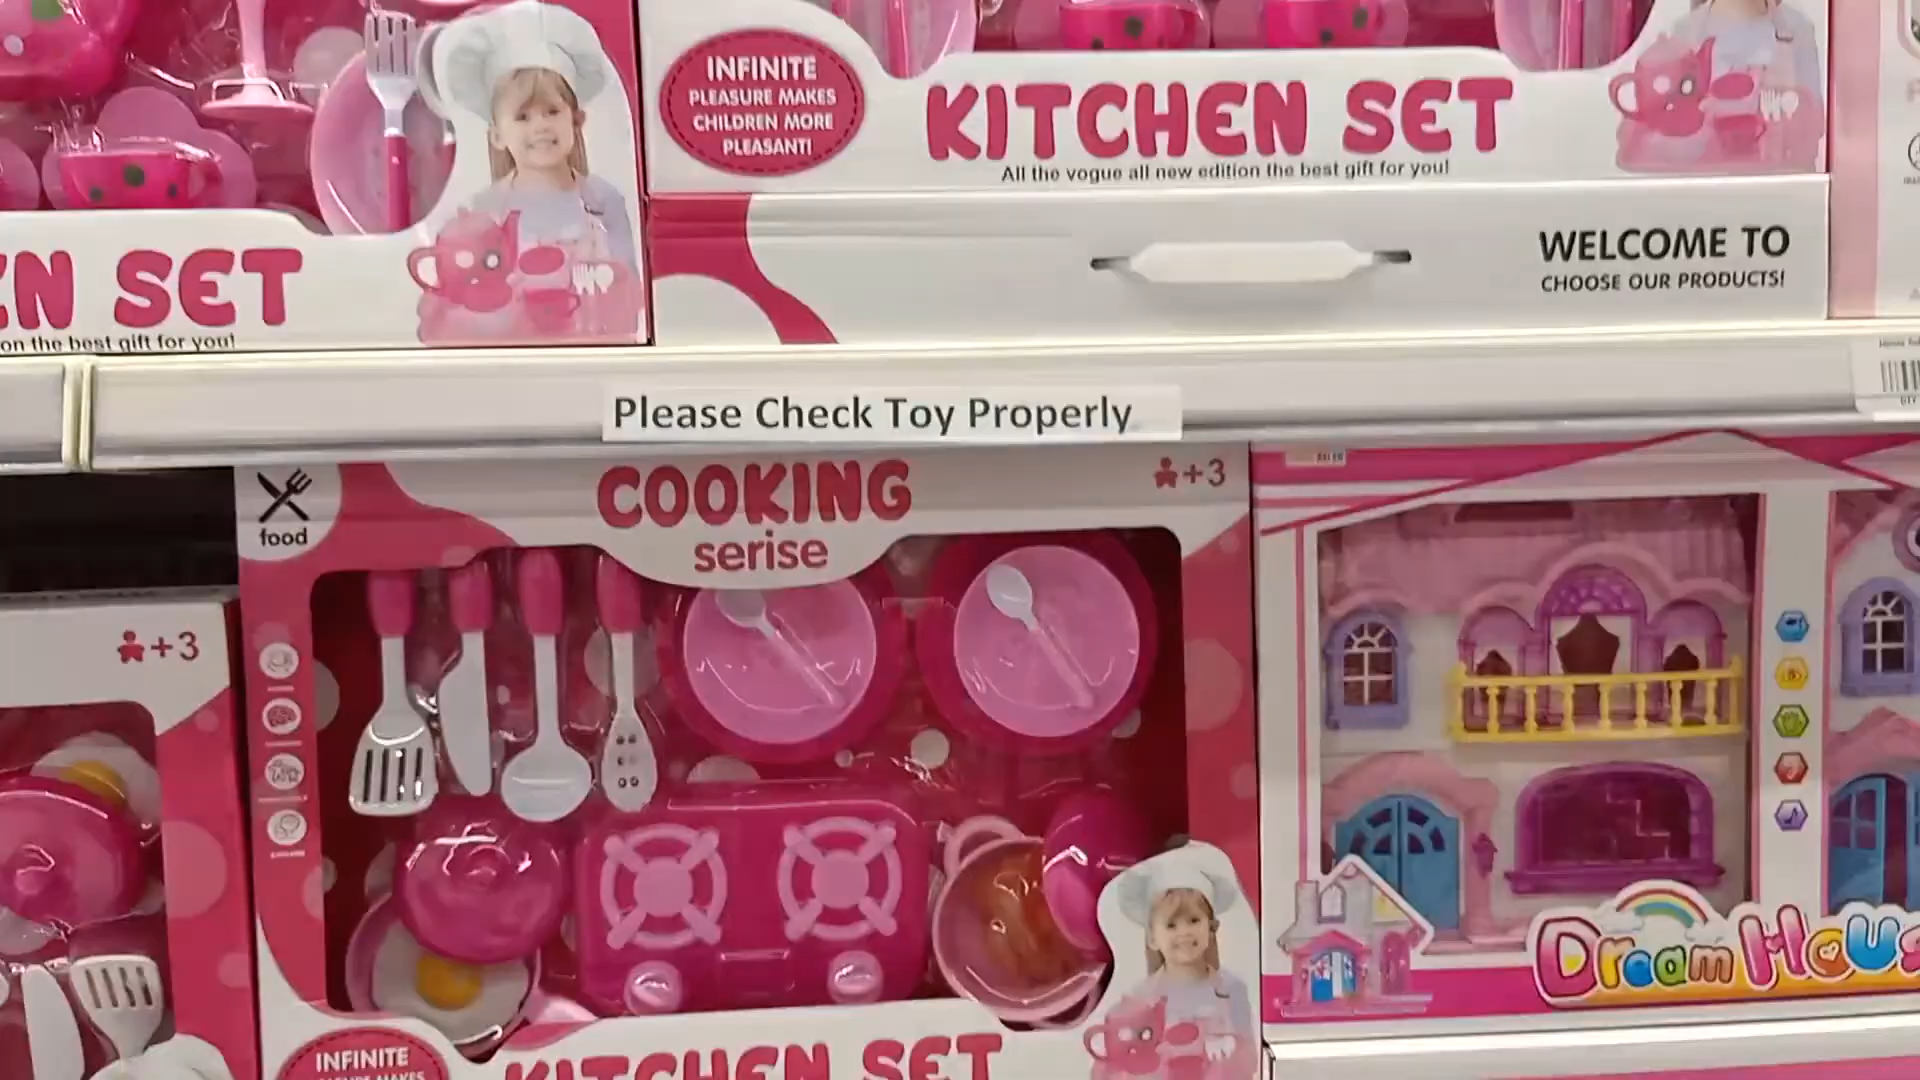 INFINITE
PLEASURE MAKES
CHILDREN MORE
PLEASANT!
KITCHEN SET
All the vogue all new edition the best gift for you!
EN SET
on the best gift for you!
WELCOME TO
CHOOSE OUR PRODUCTS!
Please Check Toy Properly
food
COOKING
serise
+3
+3
Dream Hous
INFINITE
KITCHEN SET